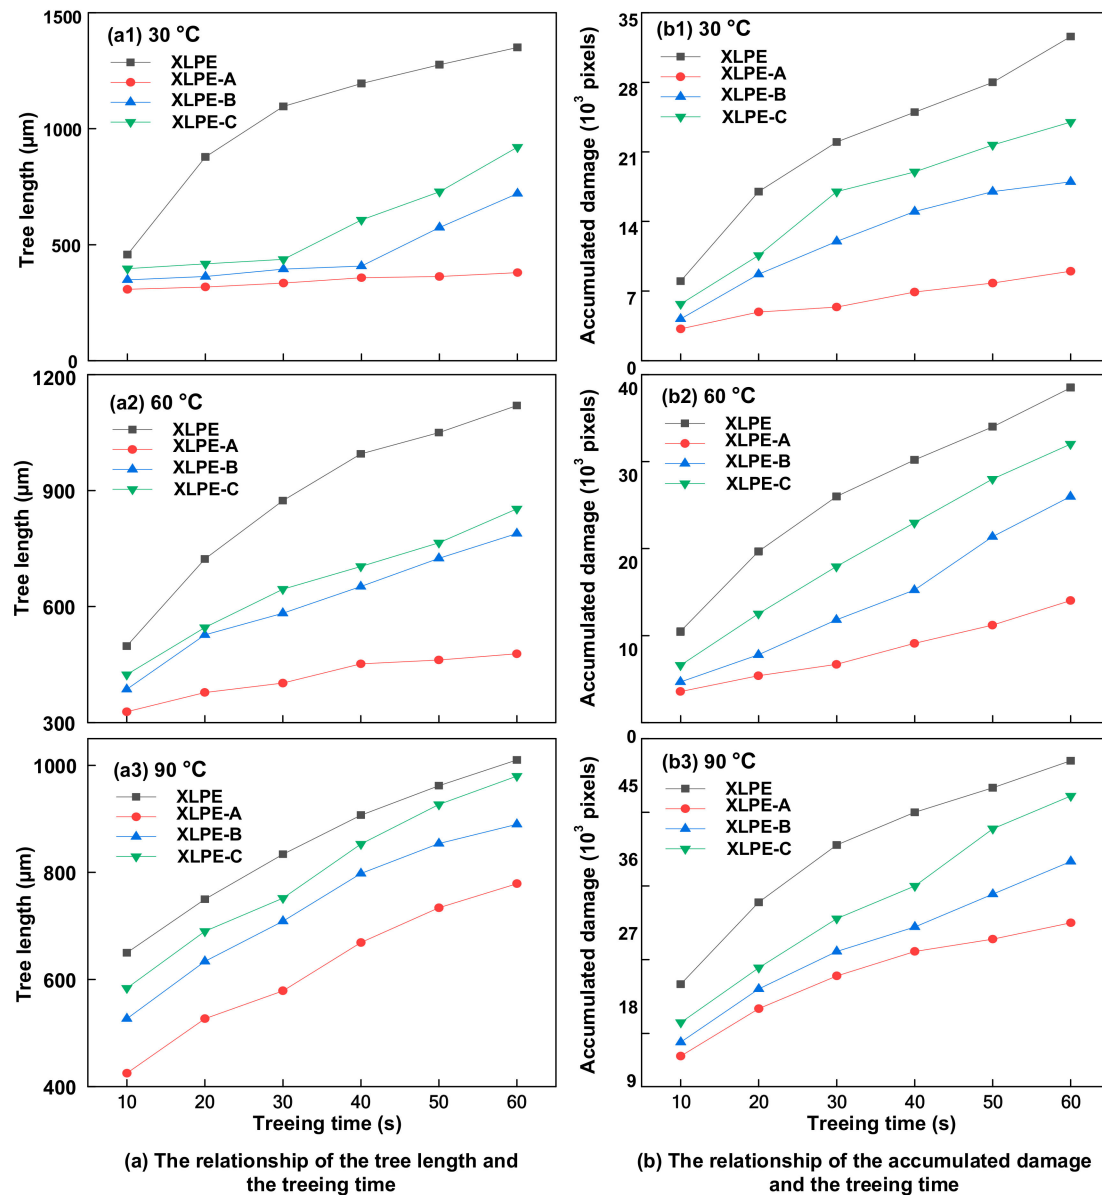 (a1) 30 °C
XLPE
XLPE-A
XLPE-B
XLPE-C
Tree length (μm)
1500
1000
500
0
(b1) 30 °C
XLPE
XLPE-A
XLPE-B
XLPE-C
Accumulated damage (10³ pixels)
35
28
21
14
7
0
(a2) 60 °C
XLPE
XLPE-A
XLPE-B
XLPE-C
Tree length (μm)
1200
900
600
300
(b2) 60 °C
XLPE
XLPE-A
XLPE-B
XLPE-C
Accumulated damage (10³ pixels)
40
30
20
10
0
(a3) 90 °C
XLPE
XLPE-A
XLPE-B
XLPE-C
Tree length (μm)
1000
800
600
400
10 20 30 40 50 60
Treeing time (s)
(b3) 90 °C
XLPE
XLPE-A
XLPE-B
XLPE-C
Accumulated damage (10³ pixels)
45
36
27
18
9
10 20 30 40 50 60
Treeing time (s)
(a) The relationship of the tree length and
the treeing time
(b) The relationship of the accumulated damage
and the treeing time